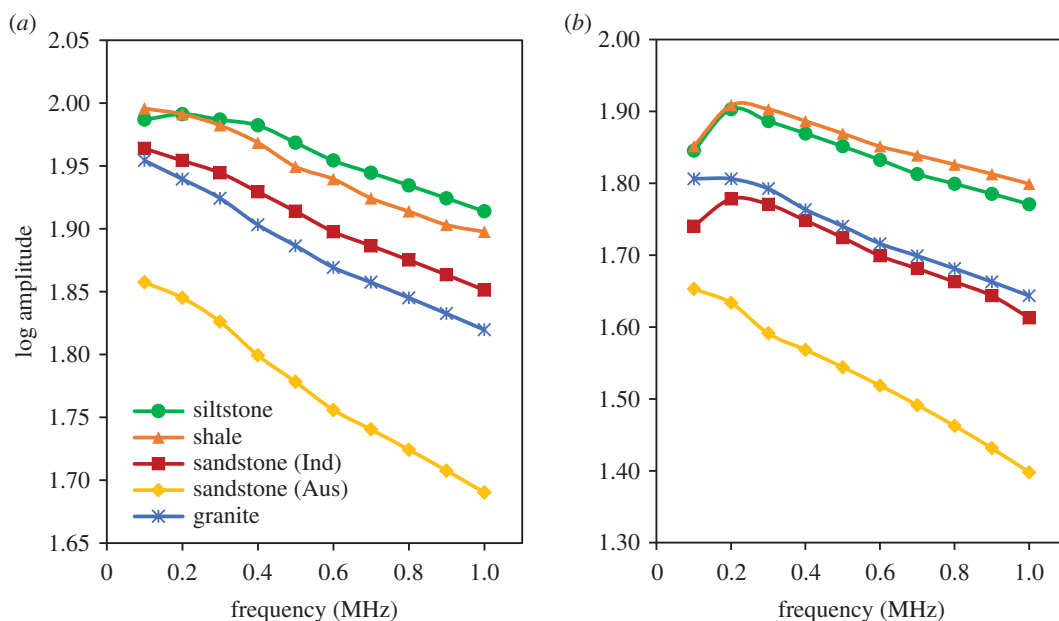 (a)
2.05
2.00
1.95
1.90
1.85
1.80
1.75
1.70
1.65
log amplitude
siltstone
shale
sandstone (Ind)
sandstone (Aus)
granite
0 0.2 0.4 0.6 0.8 1.0
frequency (MHz)
(b)
2.00
1.90
1.80
1.70
1.60
1.50
1.40
1.30
0 0.2 0.4 0.6 0.8 1.0
frequency (MHz)